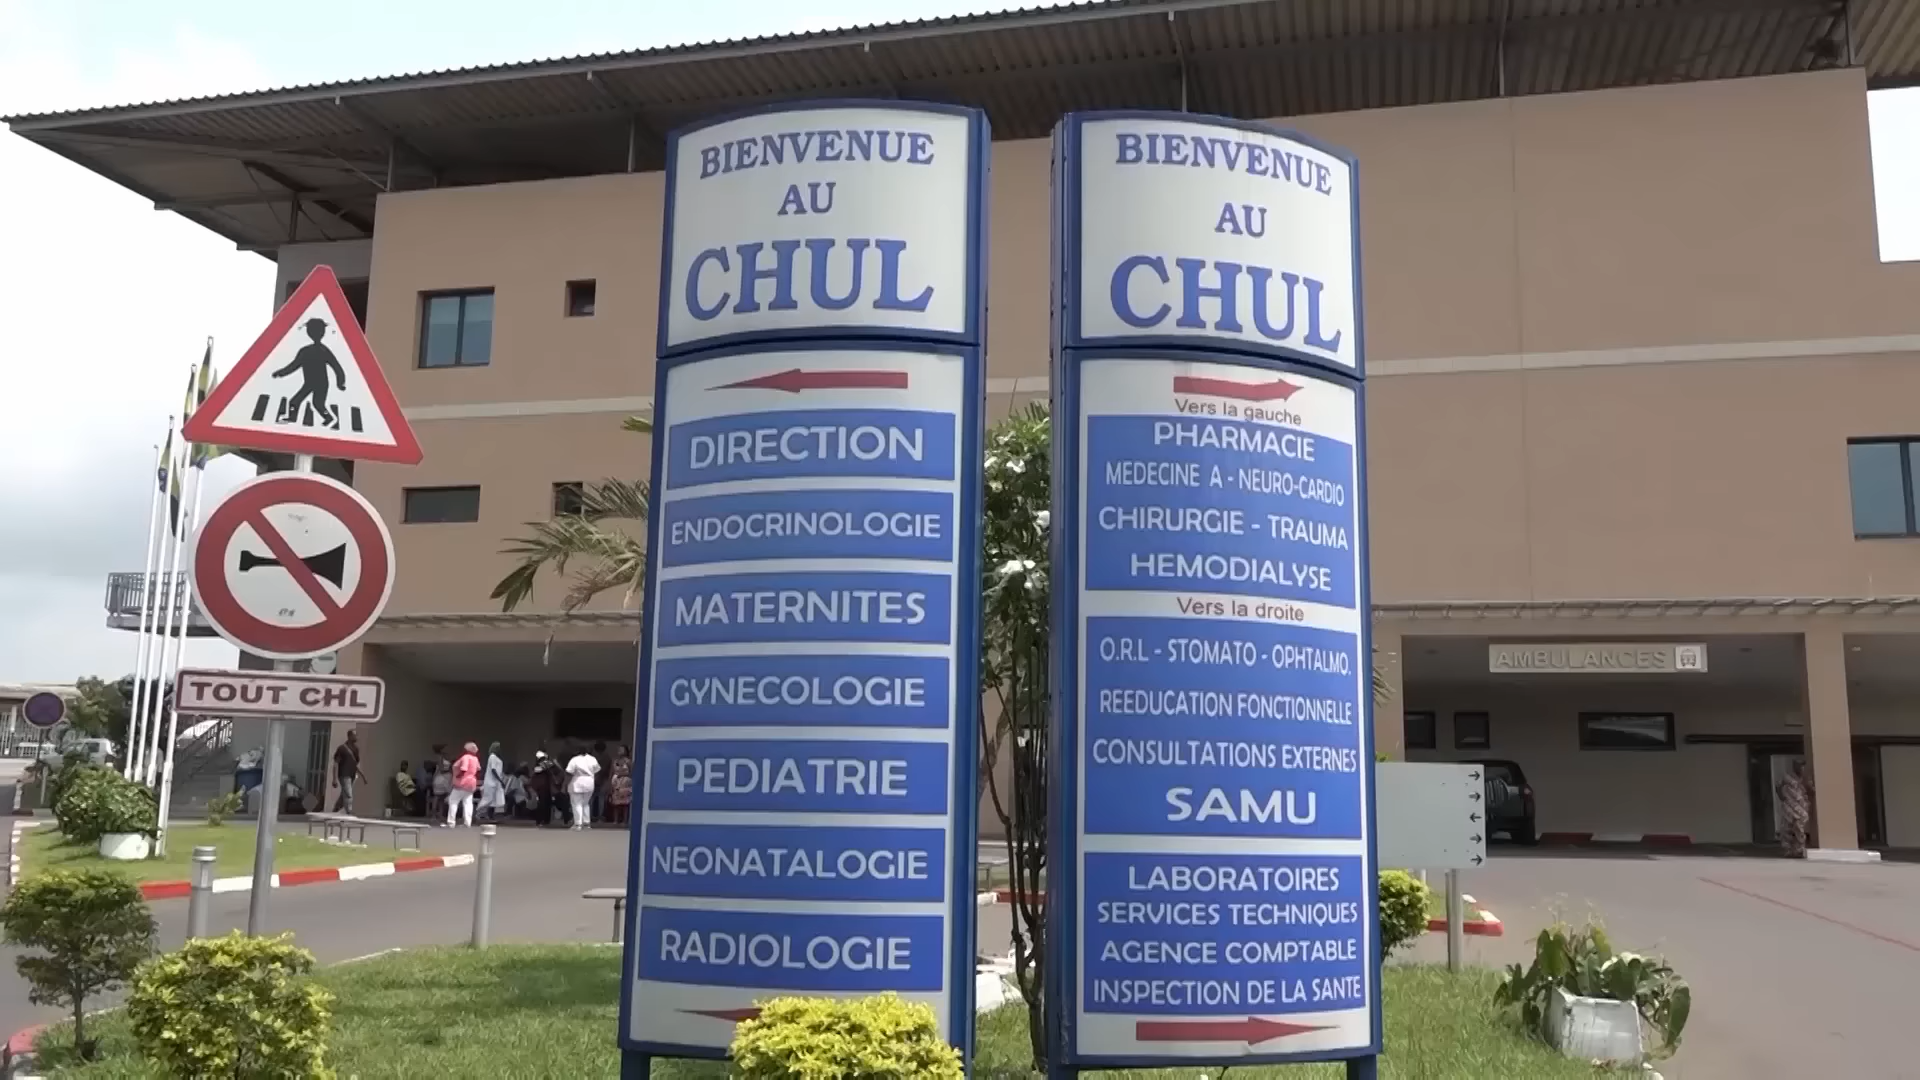 BIENVENUE
AU
CHUL
DIRECTION
ENDOCRINOLOGIE
MATERNITES
GYNECOLOGIE
PEDIATRIE
NEONATALOGIE
RADIOLOGIE
BIENVENUE
AU
CHUL
Vers la gauche
PHARMACIE
MEDECINE A - NEURO-CARDIO
CHIRURGIE - TRAUMA
HEMODIALYSE
Vers la droite
O.R.L - STOMATO - OPHTALMO.
REEDUCATION FONCTIONNELLE
CONSULTATIONS EXTERNES
SAMU
LABORATOIRES
SERVICES TECHNIQUES
AGENCE COMPTABLE
INSPECTION DE LA SANTE
TOUT CHL
AMBULANCES